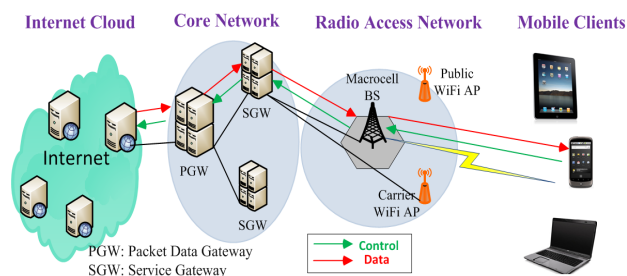 Internet Cloud
Core Network
Radio Access Network
Mobile Clients
Macrocell
BS
Public
WiFi AP
SGW
Internet
PGW
SGW
Carrier
WiFi AP
PGW: Packet Data Gateway
SGW: Service Gateway
Control
Data